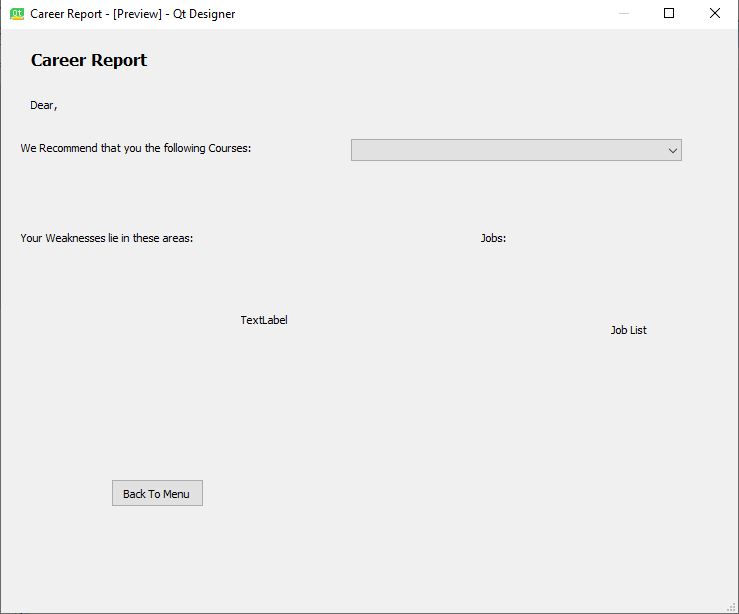 Qt Career Report - [Preview] - Qt Designer
Career Report
Dear,
We Recommend that you the following Courses:
Your Weaknesses lie in these areas:
Jobs:
TextLabel
Job List
Back To Menu